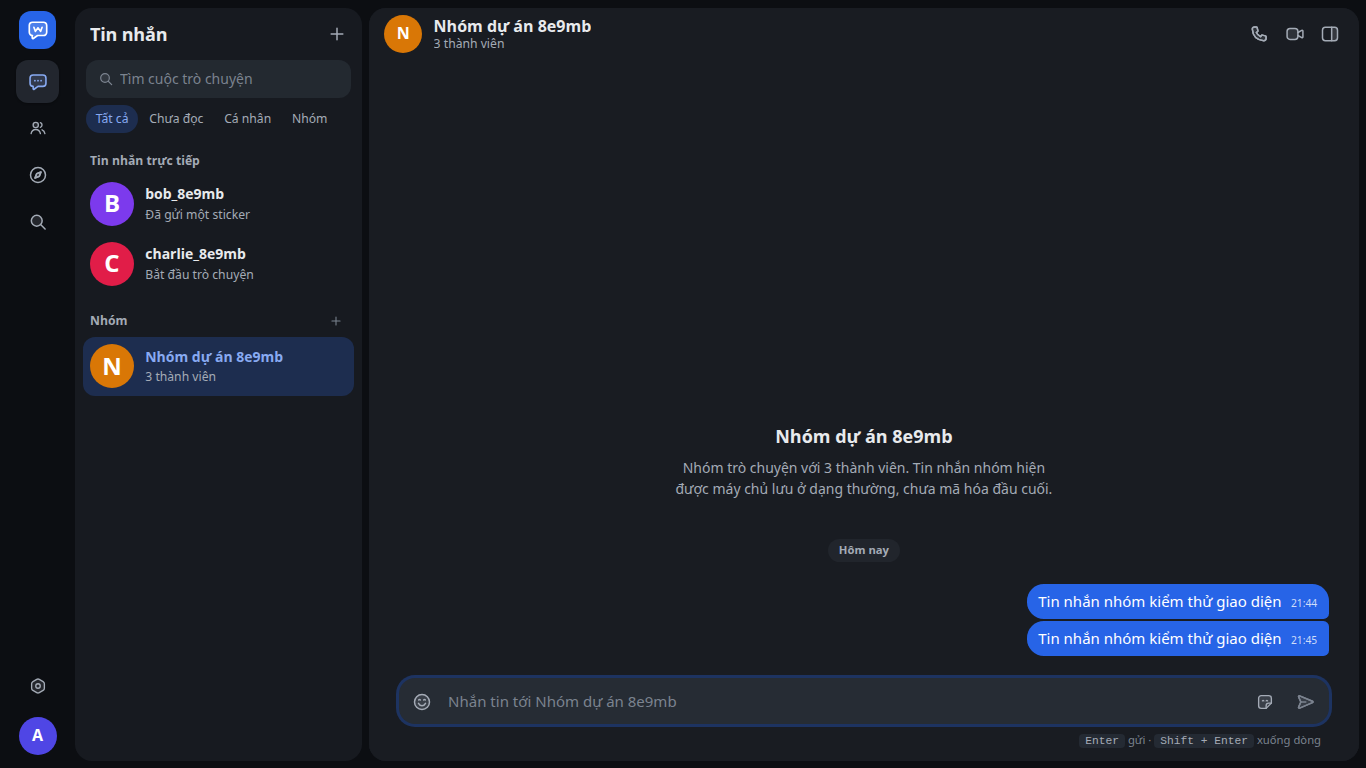 Tin nhắn
Tìm cuộc trò chuyện
Tất cả
Chưa đọc
Cá nhân
Nhóm
Tin nhắn trực tiếp
B
bob_8e9mb
Đã gửi một sticker
C
charlie_8e9mb
Bắt đầu trò chuyện
Nhóm
N
Nhóm dự án 8e9mb
3 thành viên
A
N
Nhóm dự án 8e9mb
3 thành viên
Nhóm dự án 8e9mb
Nhóm trò chuyện với 3 thành viên. Tin nhắn nhóm hiện
được máy chủ lưu ở dạng thường, chưa mã hóa đầu cuối.
Hôm nay
Tin nhắn nhóm kiểm thử giao diện 21:44
Tin nhắn nhóm kiểm thử giao diện 21:45
Nhắn tin tới Nhóm dự án 8e9mb
Enter gửi · Shift + Enter xuống dòng